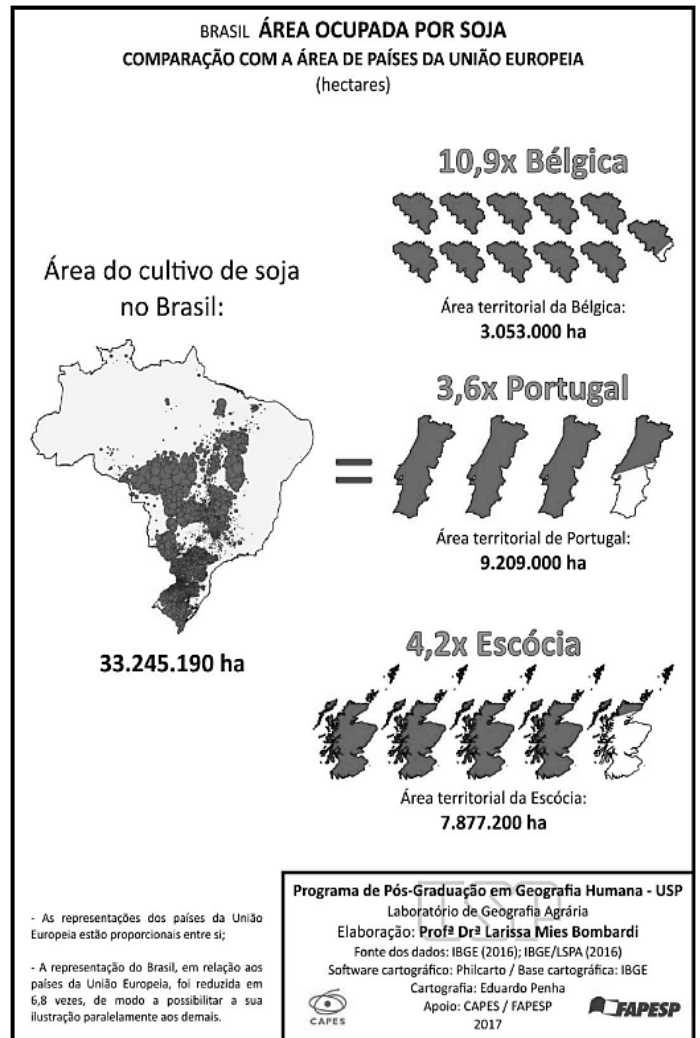 BRASIL ÁREA OCUPADA POR SOJA
COMPARAÇÃO COM A ÁREA DE PAÍSES DA UNIÃO EUROPEIA
(hectares)
10,9x Bélgica
Área territorial da Bélgica:
3.053.000 ha
Área do cultivo de soja
no Brasil:
33.245.190 ha
=
3,6x Portugal
Área territorial de Portugal:
9.209.000 ha
4,2x Escócia
Área territorial da Escócia:
7.877.200 ha
- As representações dos países da União
Europeia estão proporcionais entre si;
- A representação do Brasil, em relação aos
países da União Europeia, foi reduzida em
6,8 vezes, de modo a possibilitar a sua
ilustração paralelamente aos demais.
USP
Programa de Pós-Graduação em Geografia Humana - USP
Laboratório de Geografia Agrária
Elaboração: Profª Drª Larissa Mies Bombardi
Fonte dos dados: IBGE (2016); IBGE/LSPA (2016)
Software cartográfico: Philcarto / Base cartográfica: IBGE
Cartografia: Eduardo Penha
Apoio: CAPES / FAPESP
2017
CAPES
FAPESP